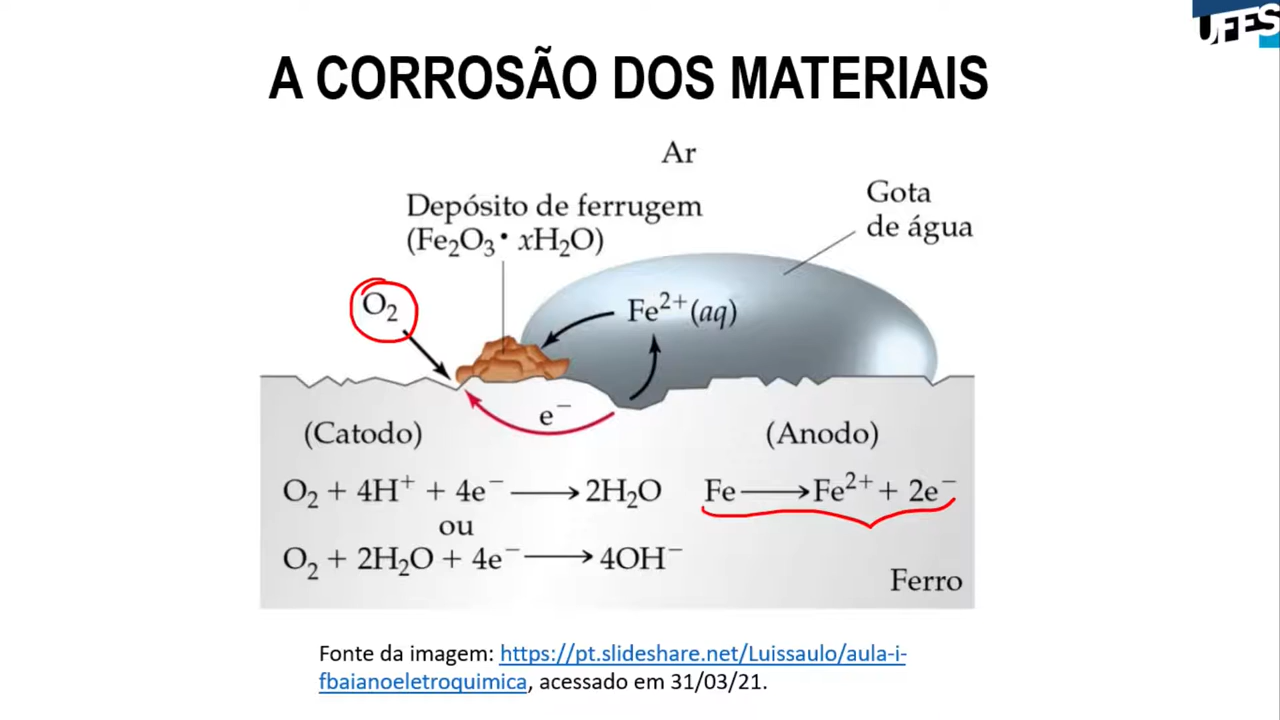 UFES
A CORROSÃO DOS MATERIAIS
Ar
Depósito de ferrugem
(Fe₂O₃• xH₂O)
Gota
de água
O₂
Fe²⁺(aq)
e⁻
(Catodo)
(Anodo)
O₂ + 4H⁺ + 4e⁻ ⟶ 2H₂O
Fe ⟶ Fe²⁺ + 2e⁻
ou
O₂ + 2H₂O + 4e⁻ ⟶ 4OH⁻
Ferro
Fonte da imagem: https://pt.slideshare.net/Luissaulo/aula-i-
fbaianoeletroquimica, acessado em 31/03/21.